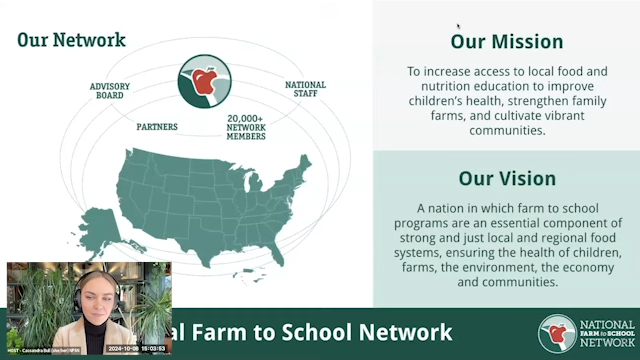 Our Network
ADVISORY
BOARD
NATIONAL
STAFF
PARTNERS
20,000+
NETWORK
MEMBERS
Our Mission
To increase access to local food and
nutrition education to improve
children's health, strengthen family
farms, and cultivate vibrant
communities.
Our Vision
A nation in which farm to school
programs are an essential component of
strong and just local and regional food
systems, ensuring the health of children,
farms, the environment, the economy
and communities.
al Farm to School Network
NATIONAL
FARM to SCHOOL
NETWORK
HOST - Cassandra Bull
2024-10-08 15:03:53